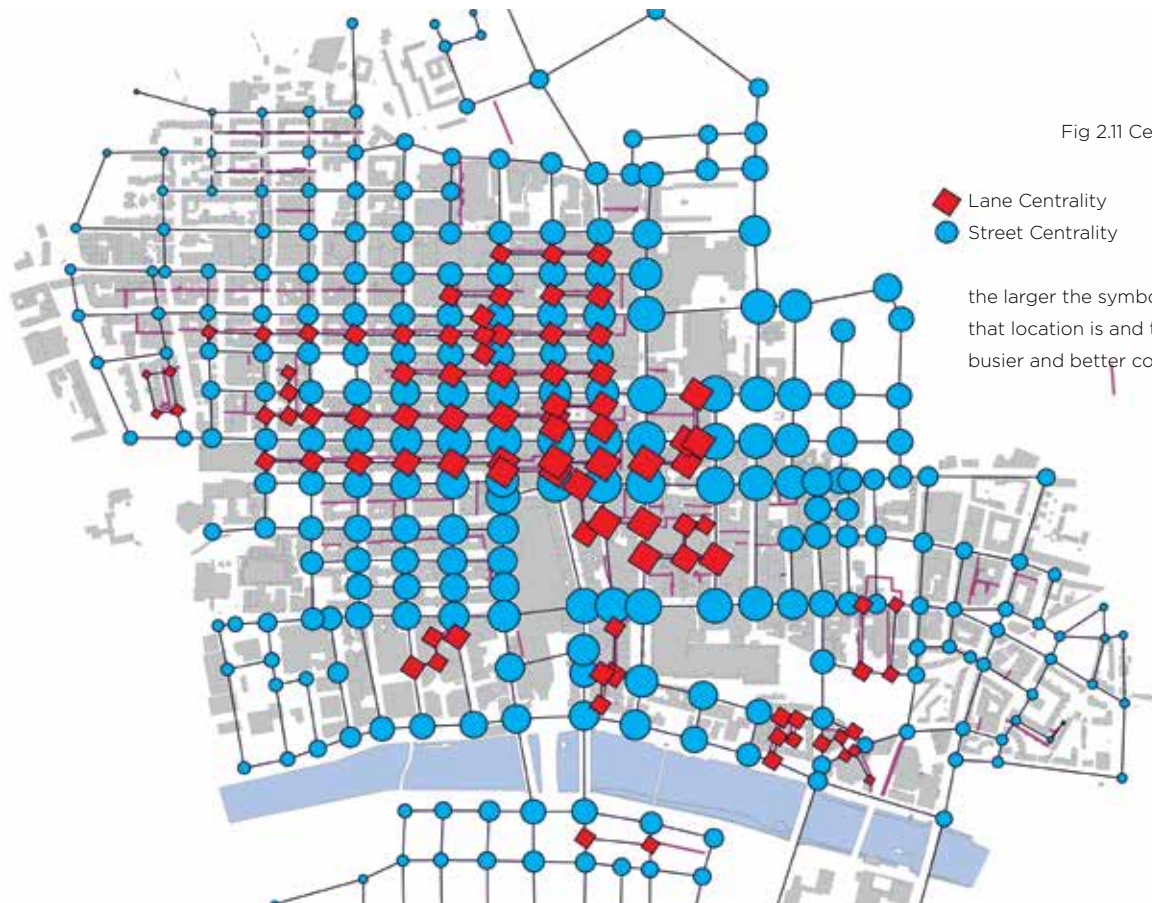 Fig 2.11 Ce
Lane Centrality
Street Centrality
the larger the symbo
that location is and t
busier and better co